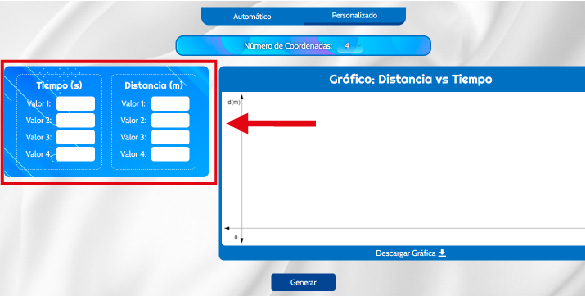 Automático Personalizado
Número de Coordenadas: 4
Tiempo (s)
Valor 1:
Valor 2:
Valor 3:
Valor 4:
Distancia (m)
Valor 1:
Valor 2:
Valor 3:
Valor 4:
Gráfico: Distancia vs Tiempo
d(m)
Descargar Gráfica
Generar